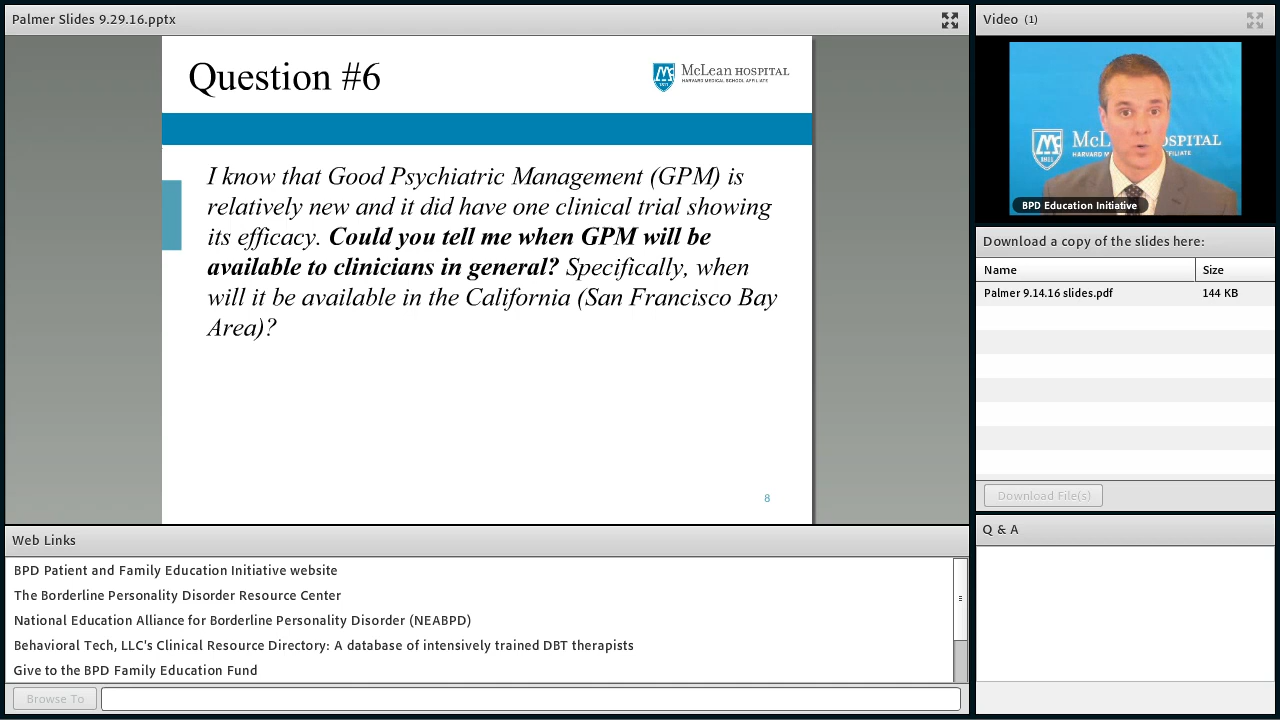 Palmer Slides 9.29.16.pptx
Question #6
McLean HOSPITAL
HARVARD MEDICAL SCHOOL AFFILIATE
I know that Good Psychiatric Management (GPM) is
relatively new and it did have one clinical trial showing
its efficacy. Could you tell me when GPM will be
available to clinicians in general? Specifically, when
will it be available in the California (San Francisco Bay
Area)?
8
Web Links
BPD Patient and Family Education Initiative website
The Borderline Personality Disorder Resource Center
National Education Alliance for Borderline Personality Disorder (NEABPD)
Behavioral Tech, LLC's Clinical Resource Directory: A database of intensively trained DBT therapists
Give to the BPD Family Education Fund
Browse To
Video (1)
BPD Education Initiative
Download a copy of the slides here:
Name Size
Palmer 9.14.16 slides.pdf 144 KB
Download File(s)
Q & A